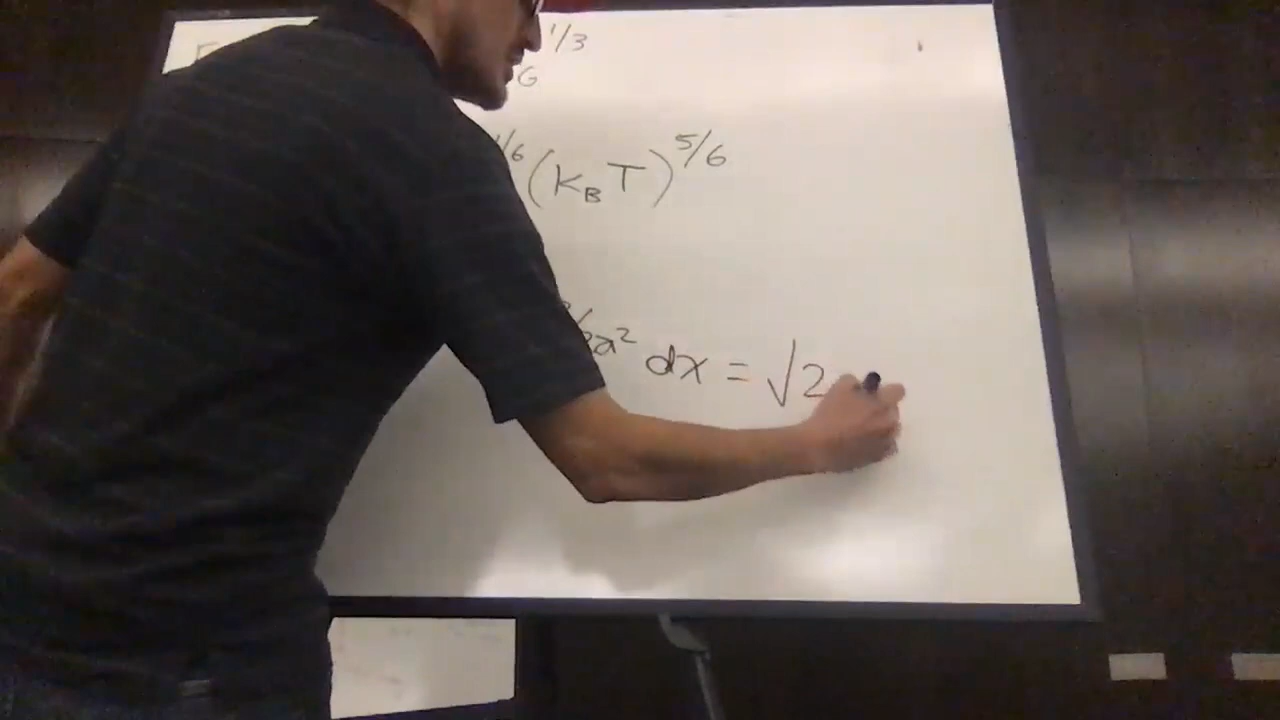 1/3
G
1/6 (k_B T)^{5/6}
/2a² dx = √2